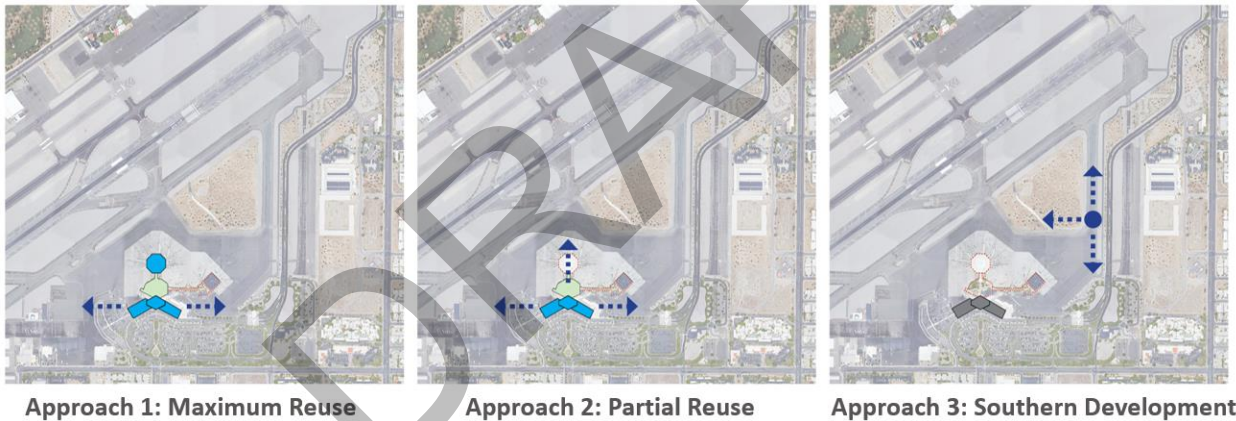 DRAFT
Approach 1: Maximum Reuse
Approach 2: Partial Reuse
Approach 3: Southern Development